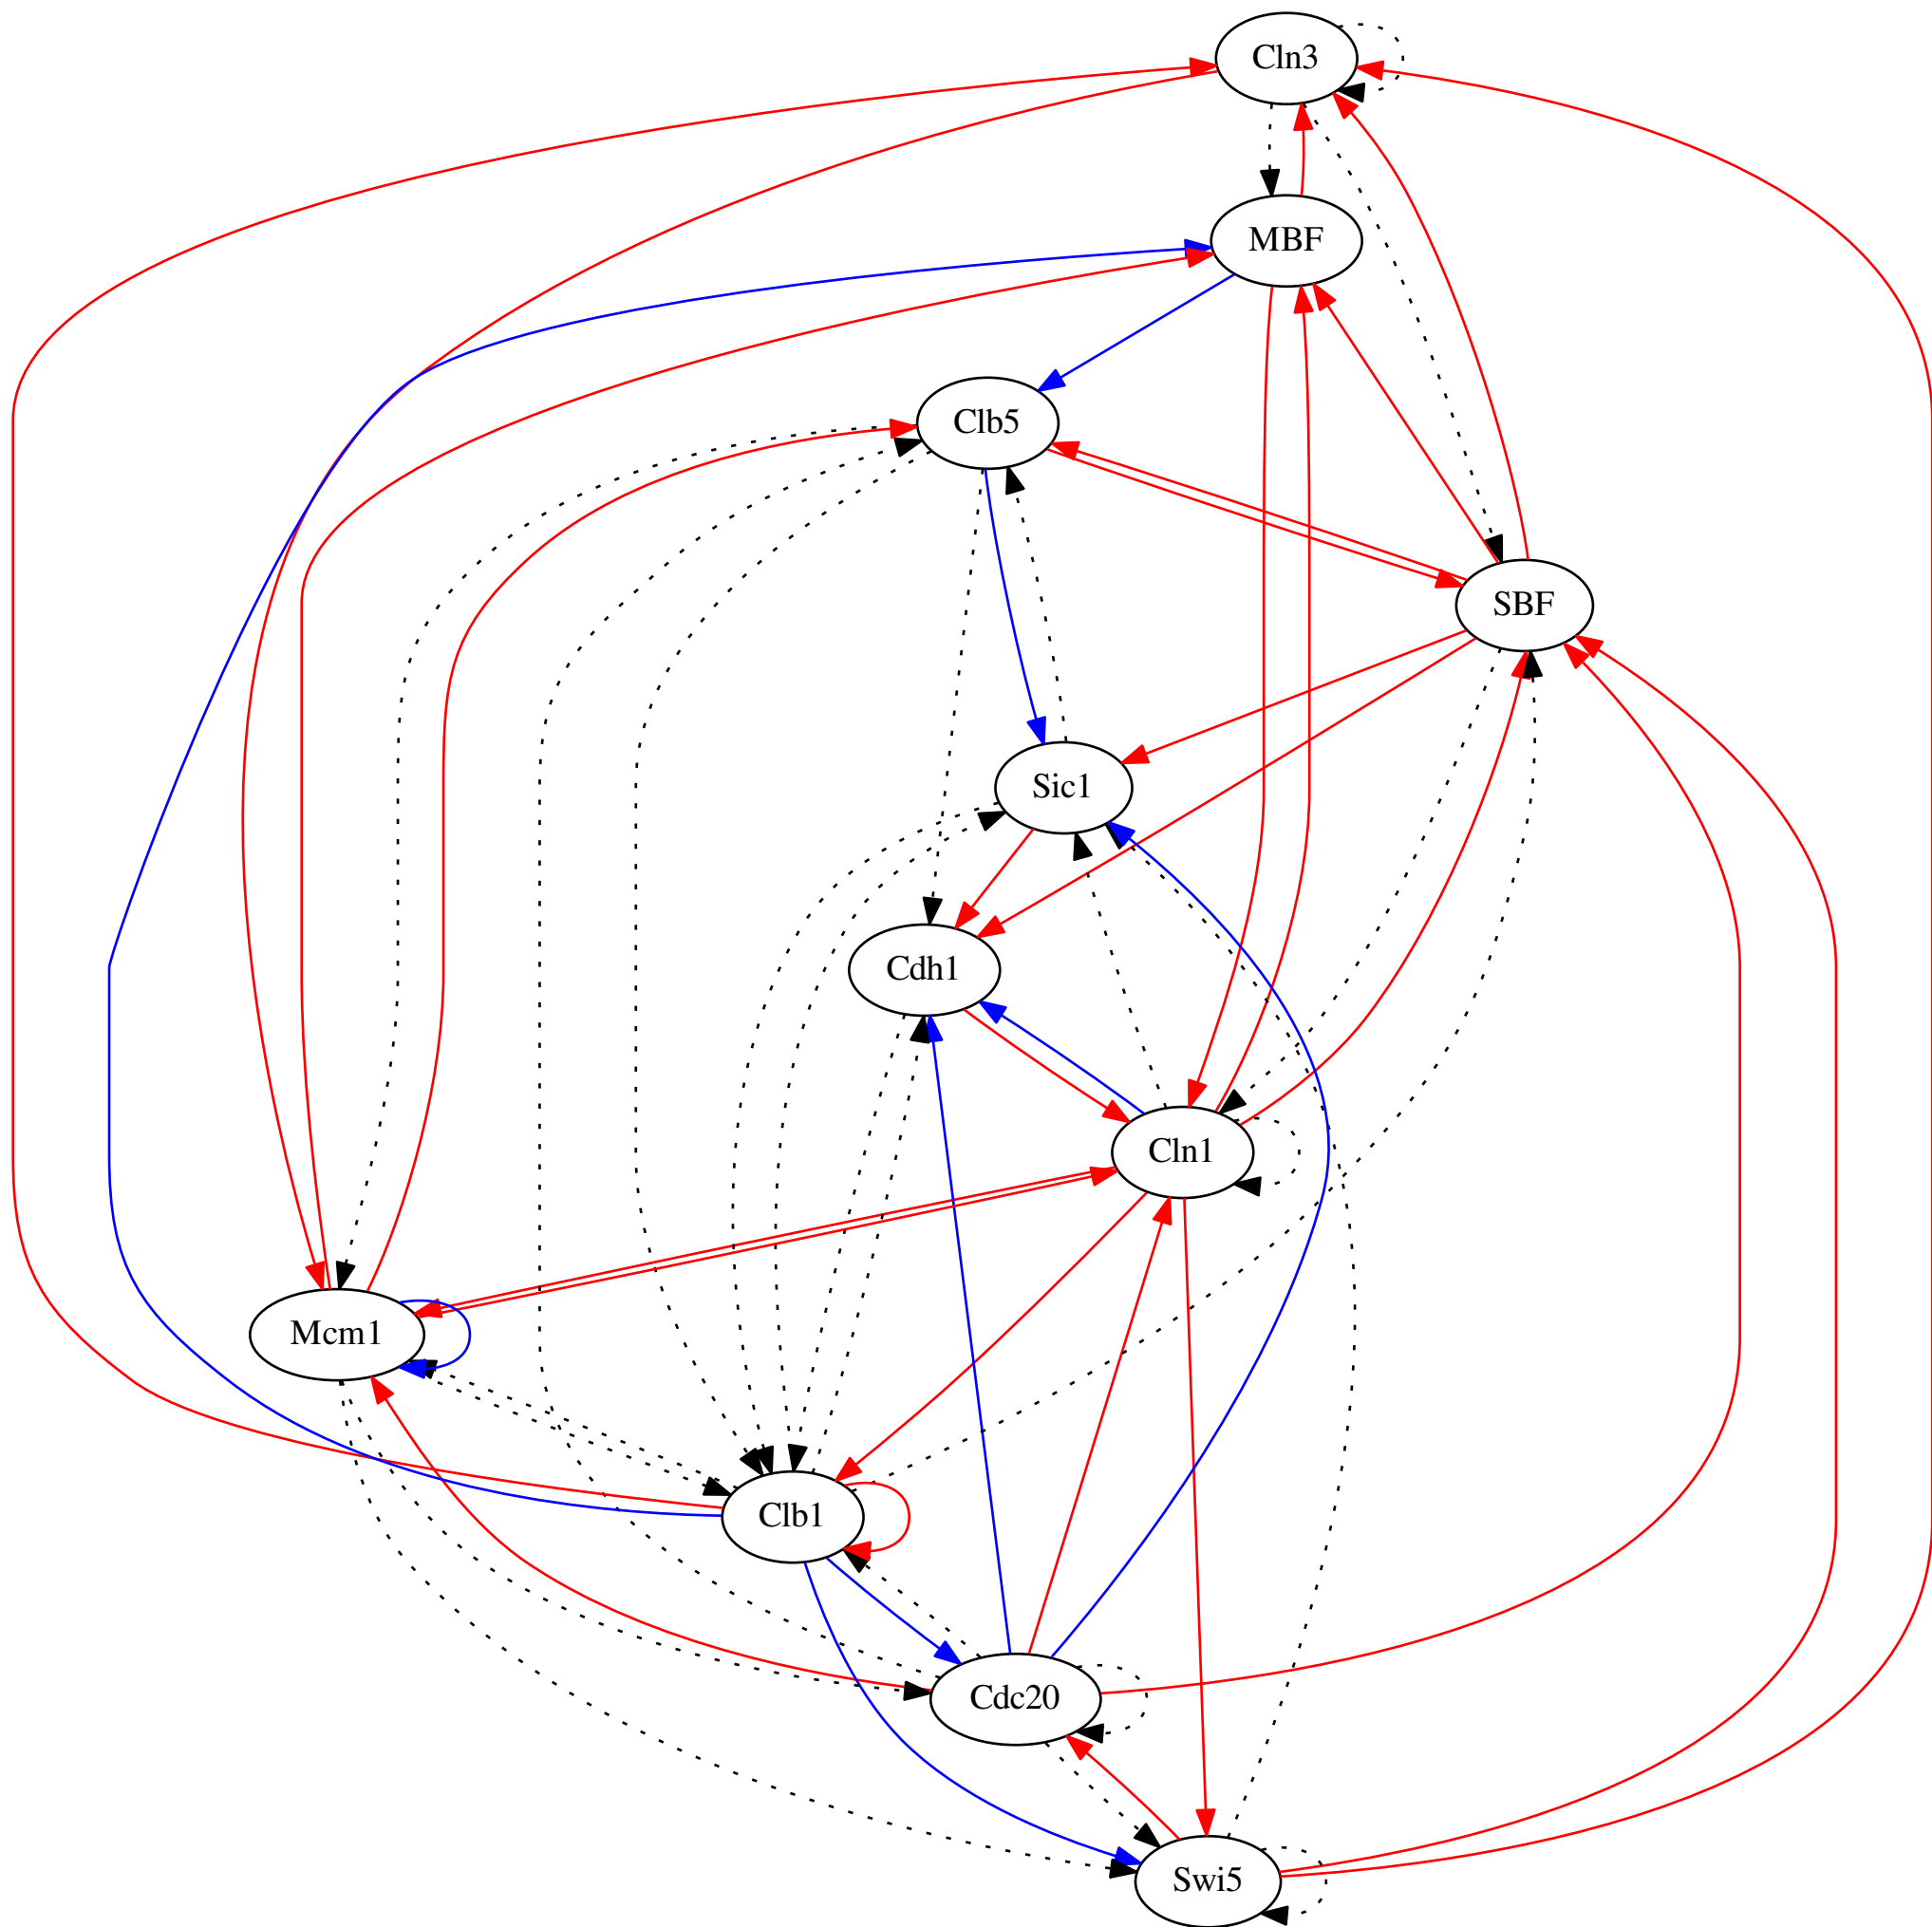 Cln3
MBF
Clb5
SBF
Sic1
Cdh1
Cln1
Mcm1
Clb1
Cdc20
Swi5